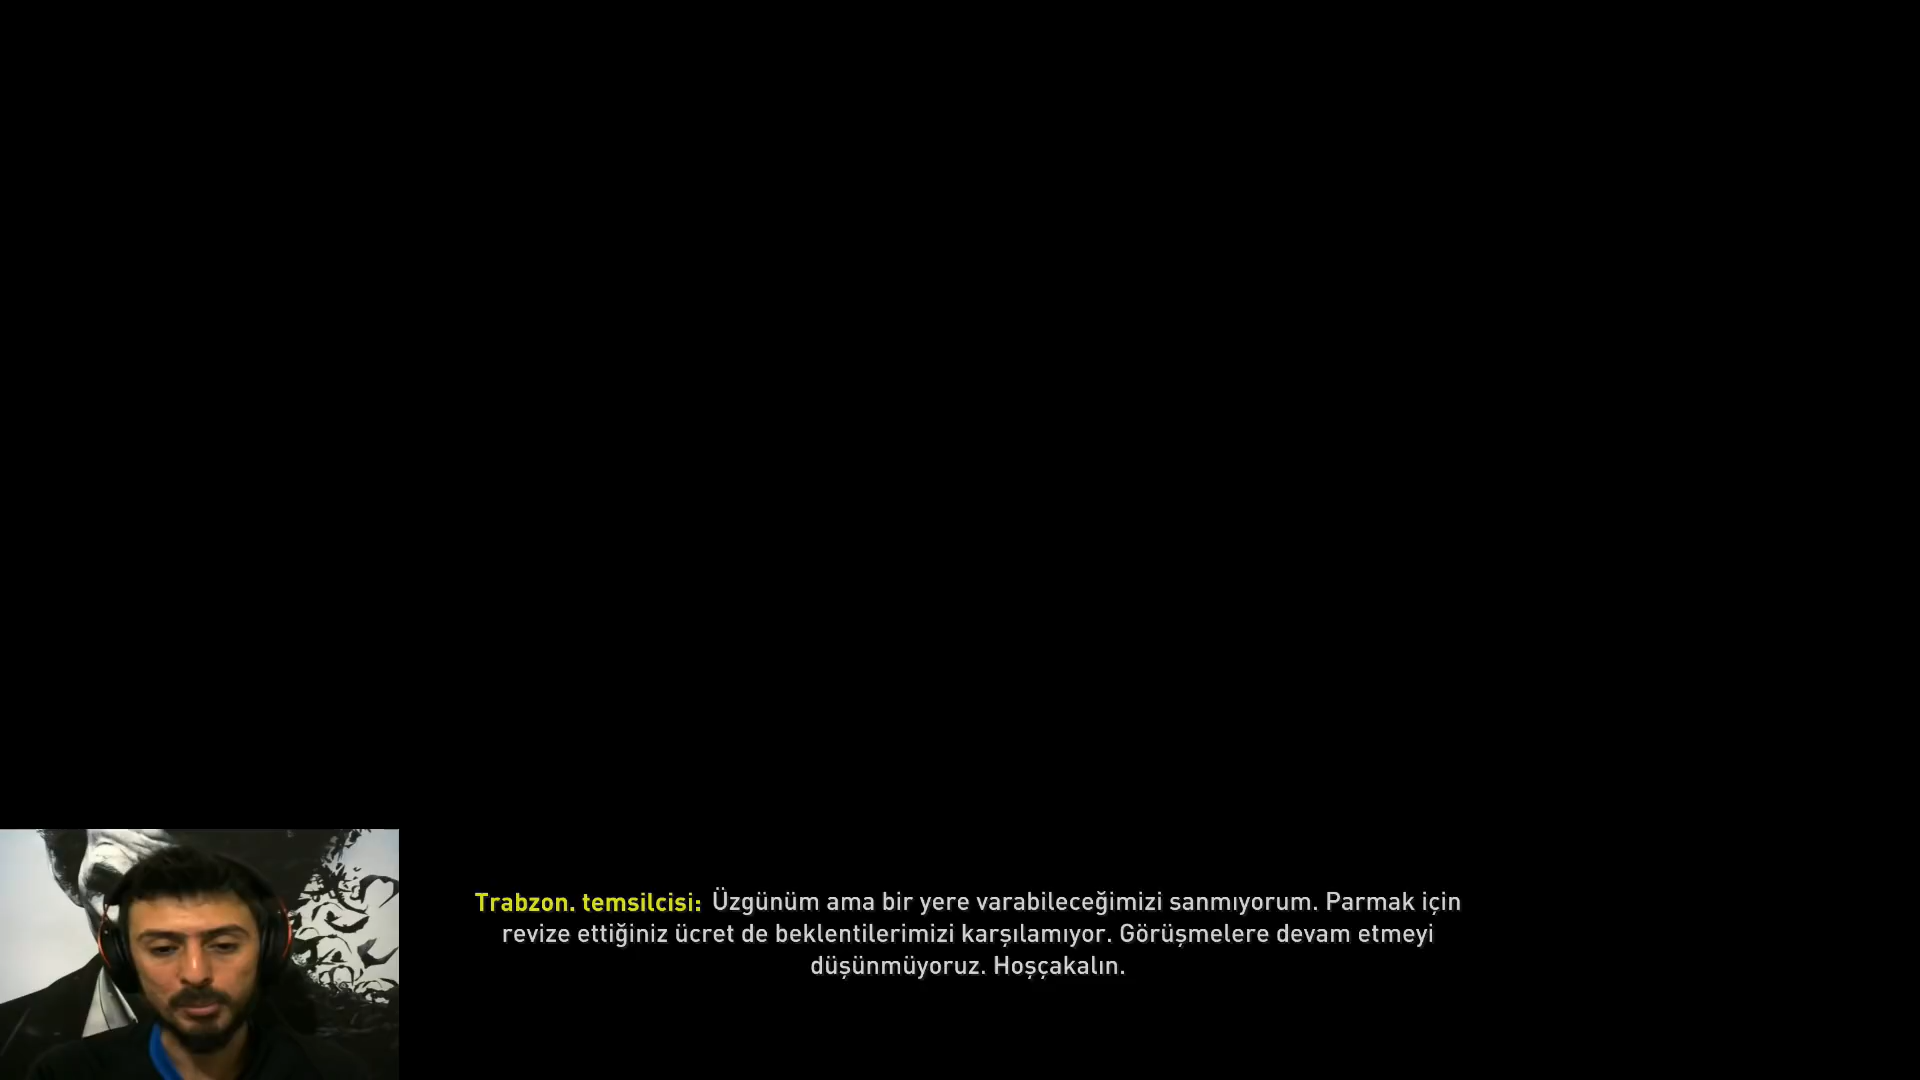 Trabzon. temsilcisi: Üzgünüm ama bir yere varabileceğimizi sanmıyorum. Parmak için
revize ettiğiniz ücret de beklentilerimizi karşılamıyor. Görüşmelere devam etmeyi
düşünmüyoruz. Hoşçakalın.